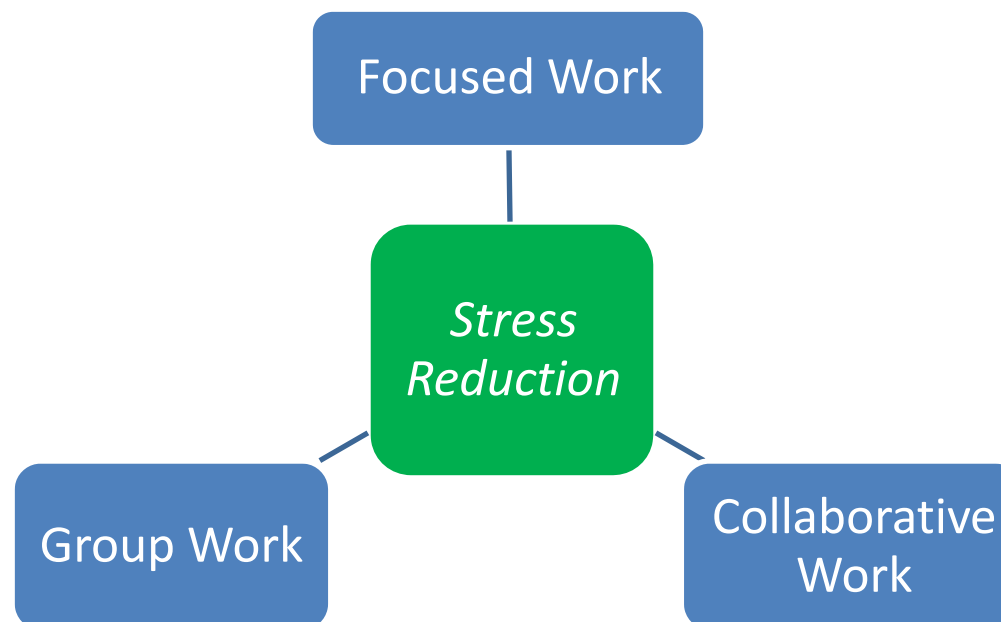 Focused Work
Stress
Reduction
Group Work
Collaborative
Work